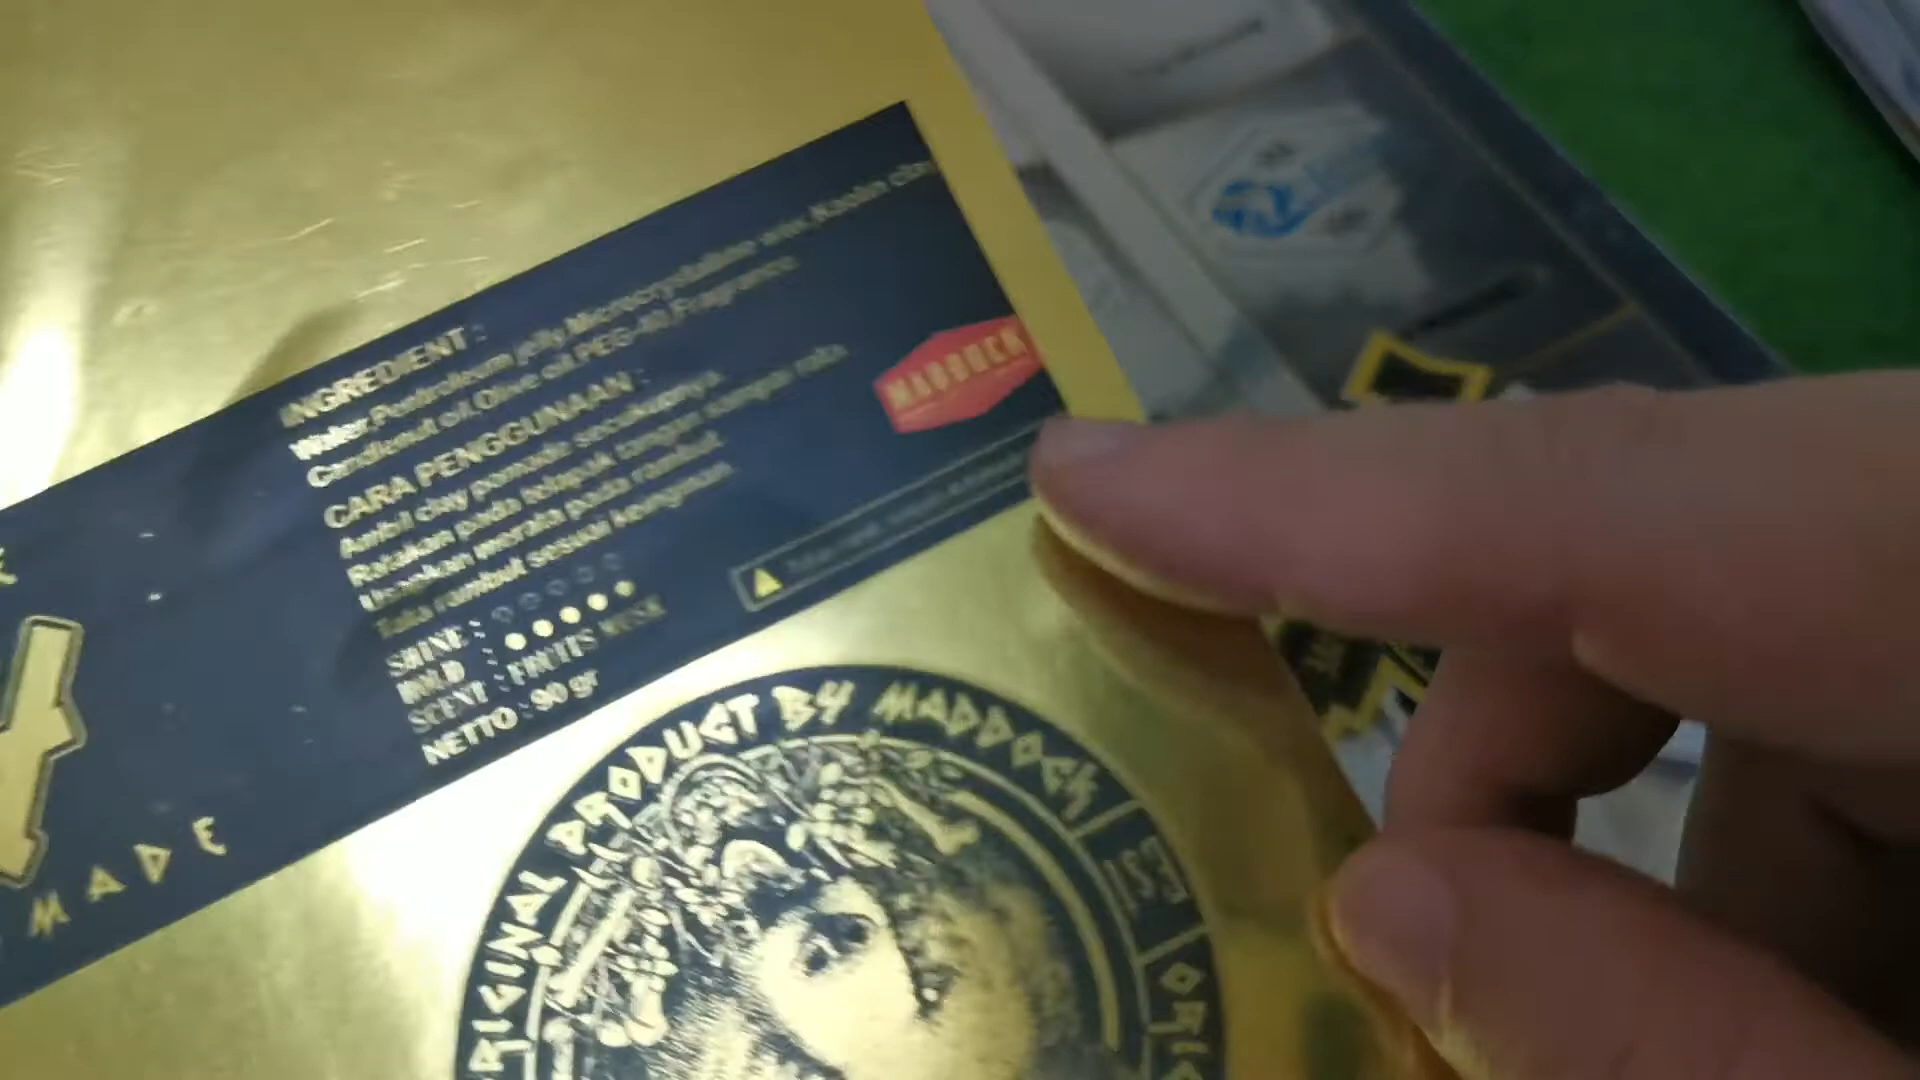 INGREDIENT :
Water, Pretroleum jelly, Microcrystalline wax, Kaolin clay
Candlenut oil, Olive oil, PEG-40, Fragrance
CARA PENGGUNAAN :
Ambil clay pomade secukupnya.
Ratakan pada telapak tangan sampai rata.
Usapkan merata pada rambut.
Tata rambut sesuai keinginan.
SHINE :
HOLD :
SCENT : FRUITS MUSK
NETTO : 90 gr
MADDOCK
MADE
ORIGINAL PRODUCT BY MADDOCK